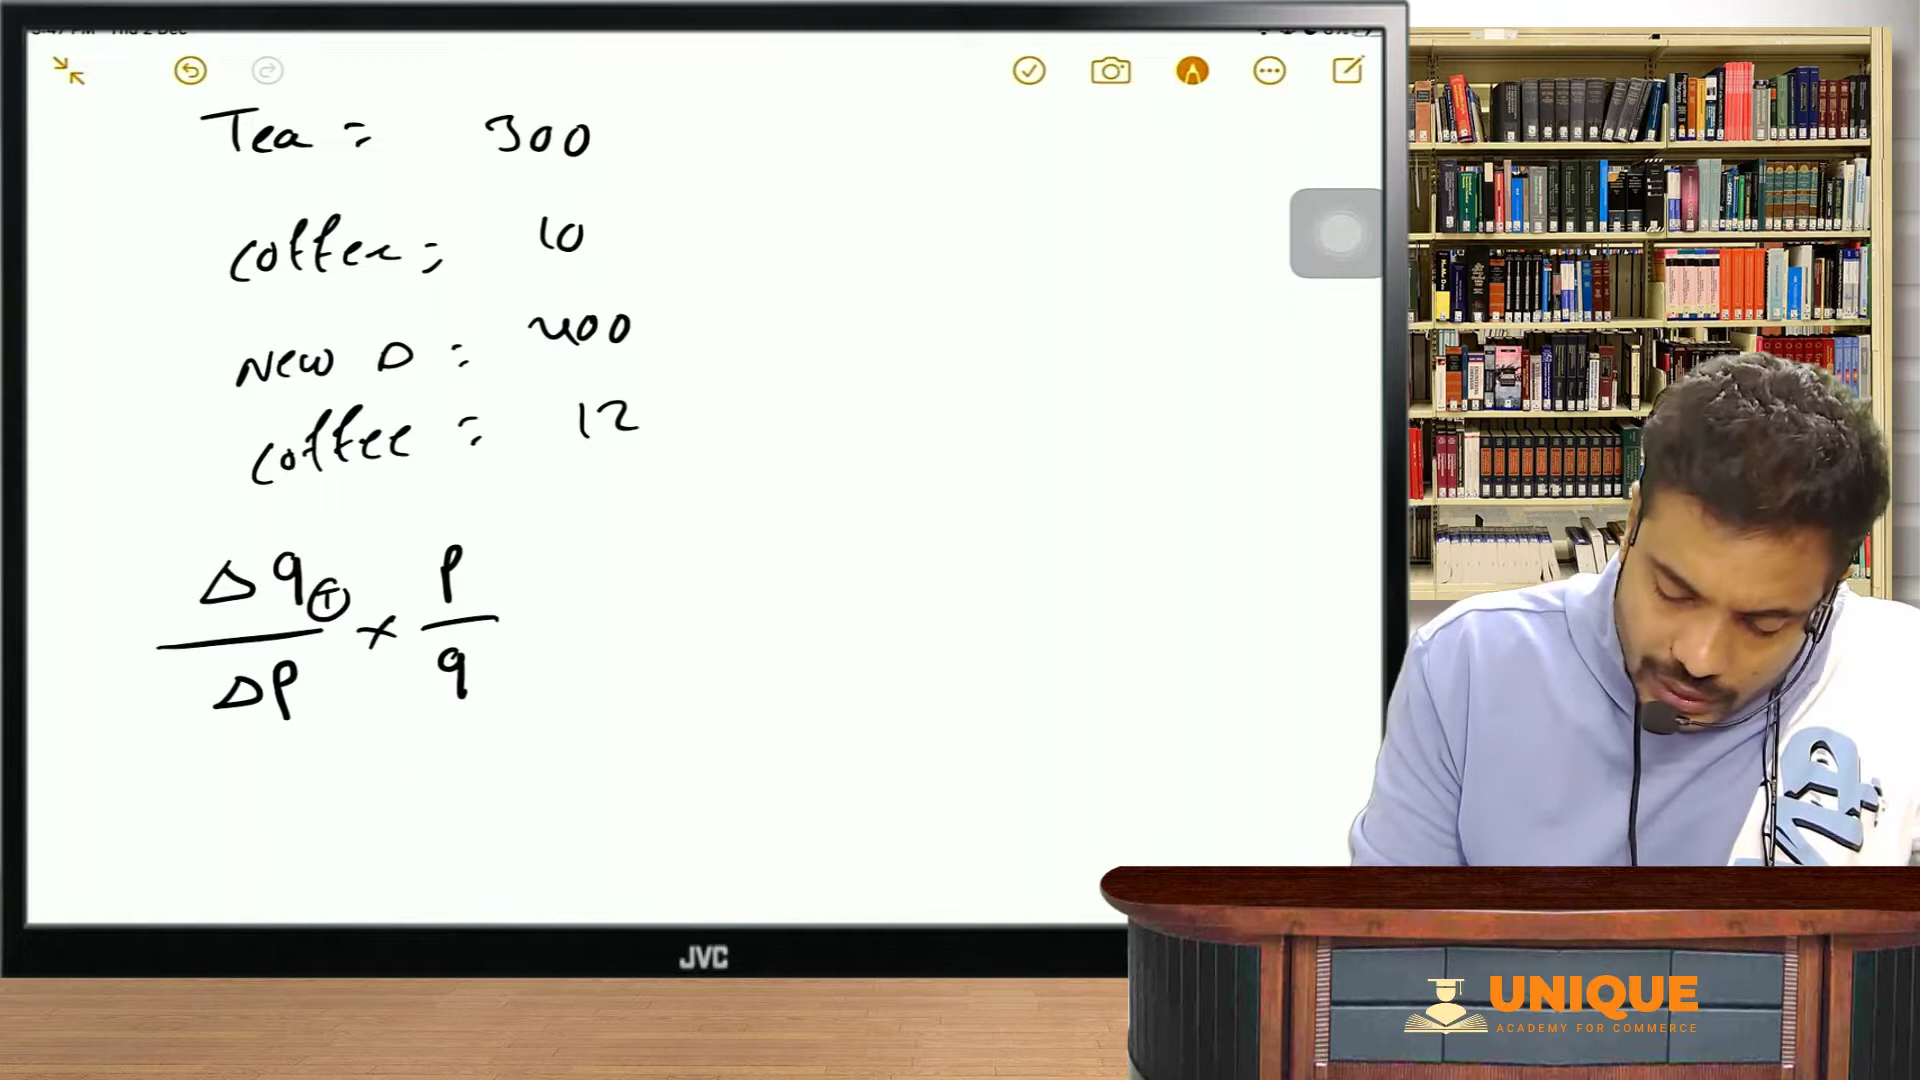 Tea = 300
coffee = 10
New D = 400
coffee = 12
Δq(T) / Δp × p / q
JVC
UNIQUE
ACADEMY FOR COMMERCE